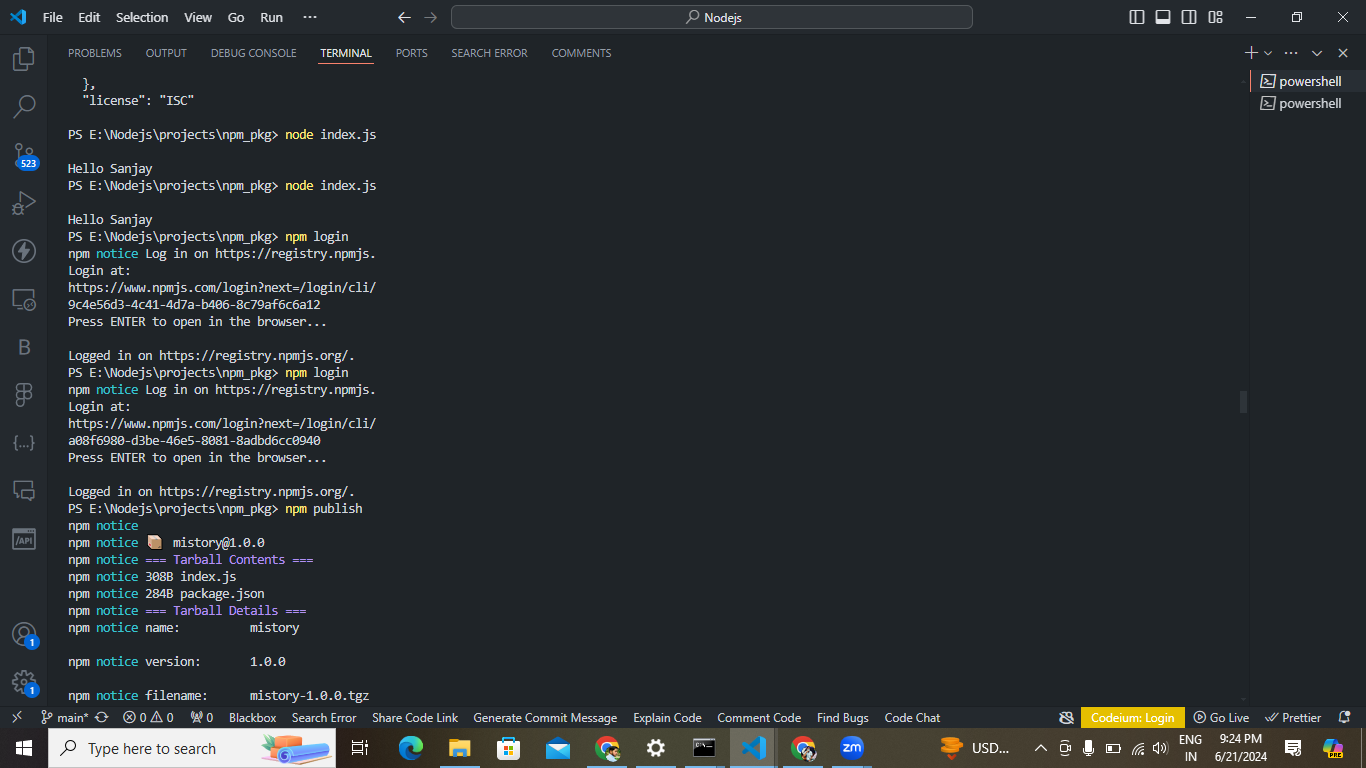 File Edit Selection View Go Run ···
Nodejs
PROBLEMS OUTPUT DEBUG CONSOLE TERMINAL PORTS SEARCH ERROR COMMENTS
powershell
powershell
},
"license": "ISC"
PS E:\Nodejs\projects\npm_pkg> node index.js
Hello Sanjay
PS E:\Nodejs\projects\npm_pkg> node index.js
Hello Sanjay
PS E:\Nodejs\projects\npm_pkg> npm login
npm notice Log in on https://registry.npmjs.
Login at:
https://www.npmjs.com/login?next=/login/cli/
9c4e56d3-4c41-4d7a-b406-8c79af6c6a12
Press ENTER to open in the browser...
Logged in on https://registry.npmjs.org/.
PS E:\Nodejs\projects\npm_pkg> npm login
npm notice Log in on https://registry.npmjs.
Login at:
https://www.npmjs.com/login?next=/login/cli/
a08f6980-d3be-46e5-8081-8adbd6cc0940
Press ENTER to open in the browser...
Logged in on https://registry.npmjs.org/.
PS E:\Nodejs\projects\npm_pkg> npm publish
npm notice
npm notice 📦 mistory@1.0.0
npm notice === Tarball Contents ===
npm notice 308B index.js
npm notice 284B package.json
npm notice === Tarball Details ===
npm notice name: mistory
npm notice version: 1.0.0
npm notice filename: mistory-1.0.0.tgz
523
B
{...}
/API
1
1
main* 0 0 0 Blackbox Search Error Share Code Link Generate Commit Message Explain Code Comment Code Find Bugs Code Chat Codeium: Login Go Live Prettier
Type here to search
zm
USD...
ENG
IN
9:24 PM
6/21/2024
PRE